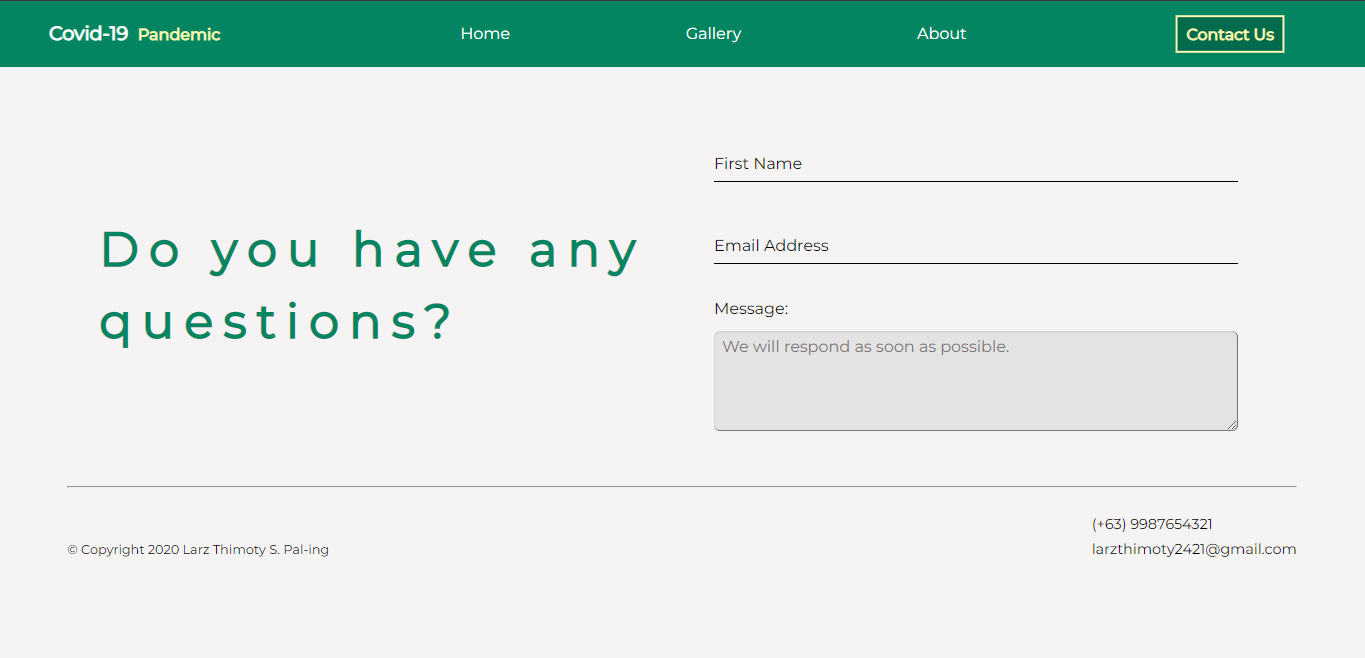 Covid-19 Pandemic Home Gallery About Contact Us
Do you have any
questions?
First Name
Email Address
Message:
We will respond as soon as possible.
© Copyright 2020 Larz Thimoty S. Pal-ing
(+63) 9987654321
larzthimoty2421@gmail.com